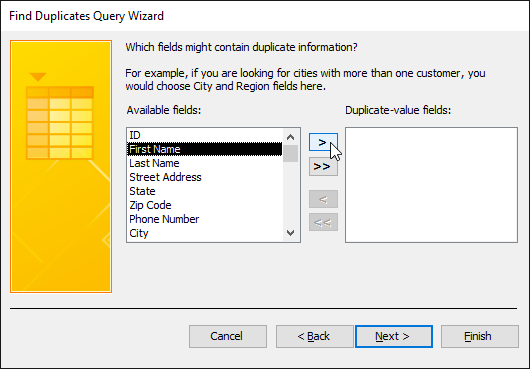 Find Duplicates Query Wizard
Which fields might contain duplicate information?
For example, if you are looking for cities with more than one customer, you
would choose City and Region fields here.
Available fields:
Duplicate-value fields:
ID
First Name
Last Name
Street Address
State
Zip Code
Phone Number
City
>
>>
<
<<
Cancel
< Back
Next >
Finish